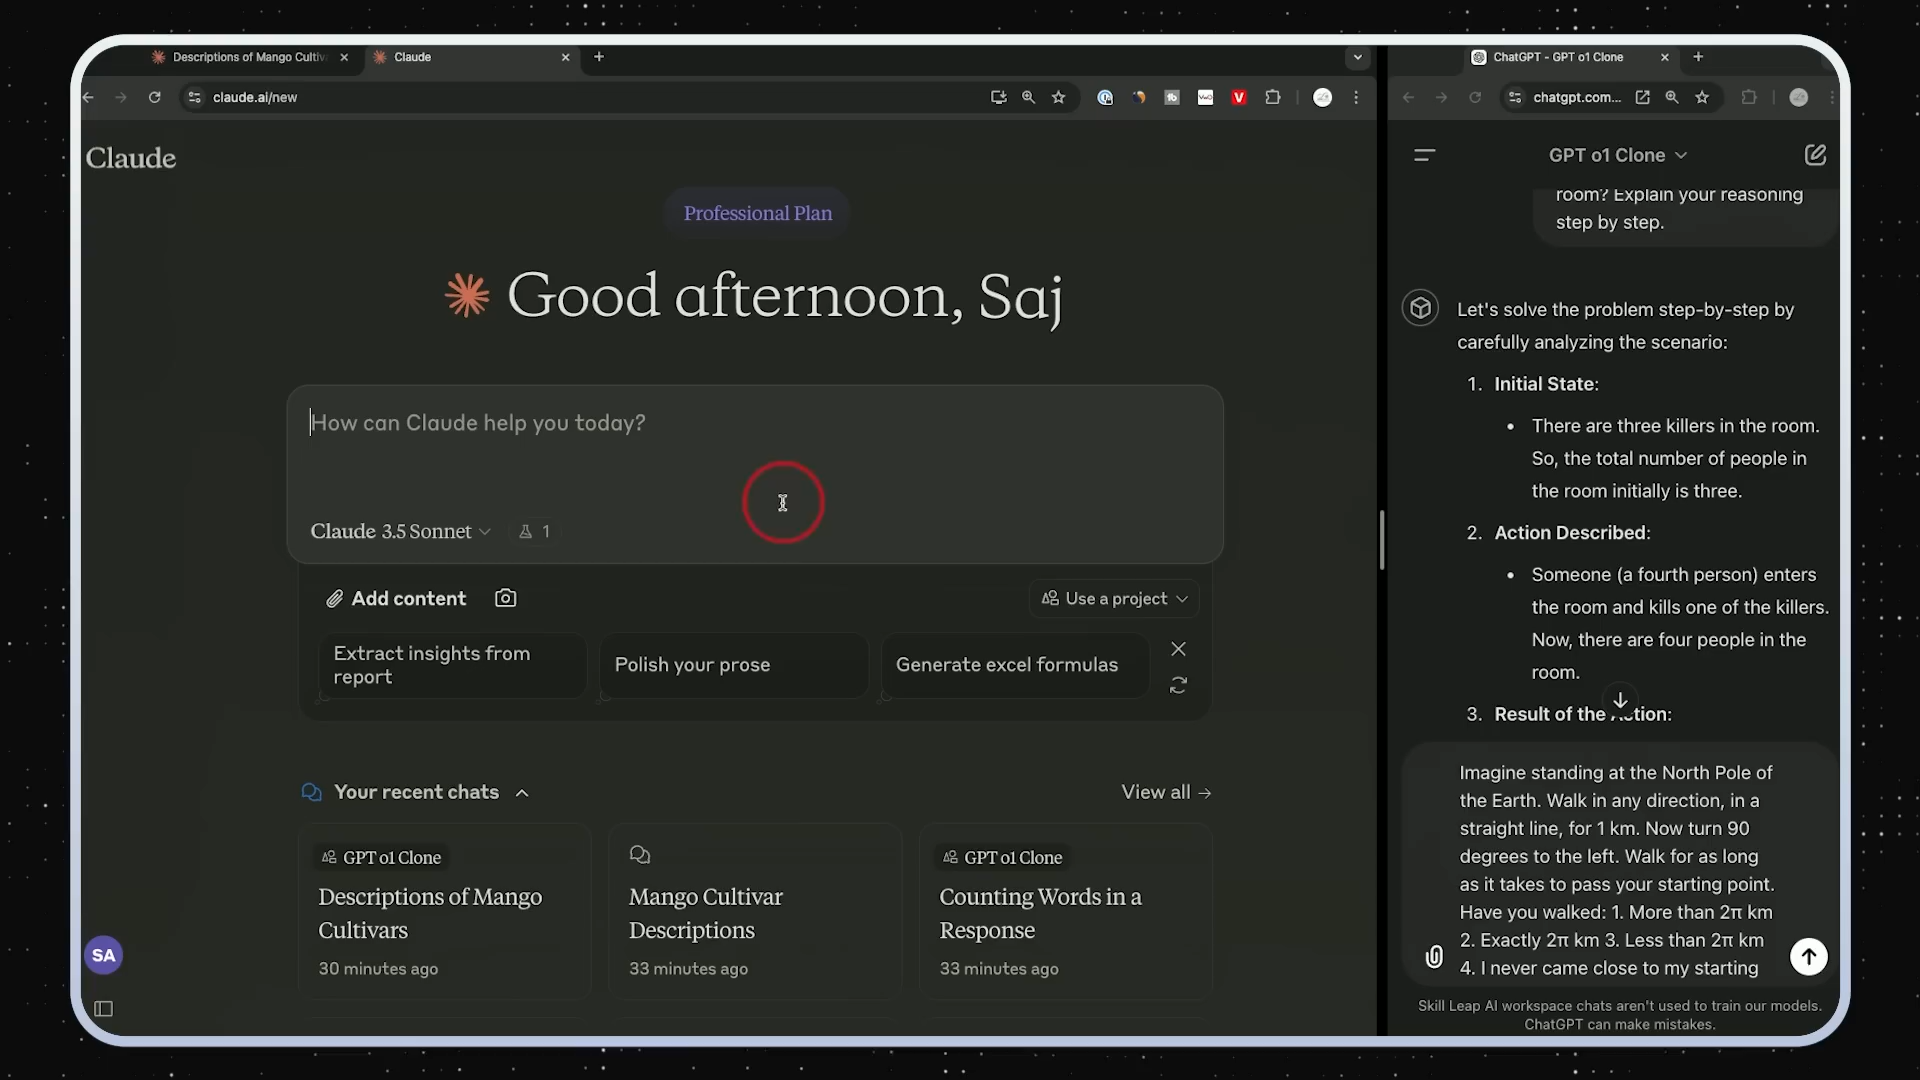 Descriptions of Mango Cultiv
Claude
claude.ai/new
Claude
Professional Plan
Good afternoon, Saj
How can Claude help you today?
Claude 3.5 Sonnet
1
Add content
Use a project
Extract insights from
report
Polish your prose
Generate excel formulas
Your recent chats
View all →
GPT o1 Clone
Descriptions of Mango
Cultivars
30 minutes ago
Mango Cultivar
Descriptions
33 minutes ago
GPT o1 Clone
Counting Words in a
Response
33 minutes ago
SA
ChatGPT - GPT o1 Clone
chatgpt.com...
GPT o1 Clone
room? Explain your reasoning
step by step.
Let's solve the problem step-by-step by
carefully analyzing the scenario:
1. Initial State:
• There are three killers in the room.
So, the total number of people in
the room initially is three.
2. Action Described:
• Someone (a fourth person) enters
the room and kills one of the killers.
Now, there are four people in the
room.
3. Result of the Action:
Imagine standing at the North Pole of
the Earth. Walk in any direction, in a
straight line, for 1 km. Now turn 90
degrees to the left. Walk for as long
as it takes to pass your starting point.
Have you walked: 1. More than 2π km
2. Exactly 2π km 3. Less than 2π km
4. I never came close to my starting
Skill Leap AI workspace chats aren't used to train our models.
ChatGPT can make mistakes.